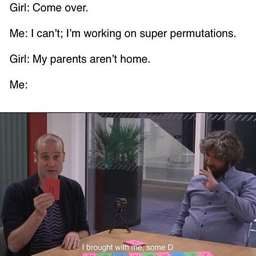 Girl: Come over.
Me: I can't; I'm working on super permutations.
Girl: My parents aren't home.
Me:
I brought with me, some D